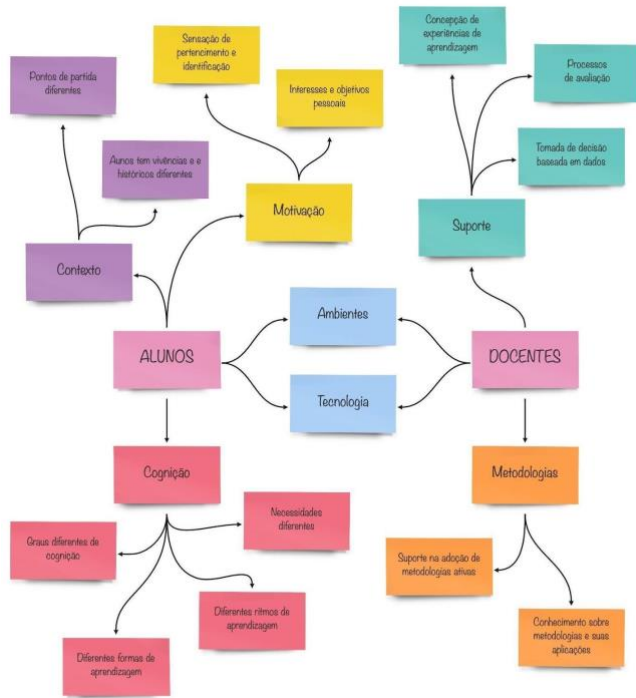 Concepção de
experiências de
aprendizagem
Sensação de
pertencimento e
identificação
Processos
de avaliação
Pontos de partida
diferentes
Interesses e objetivos
pessoais
Tomada de decisão
baseada em dados
Aunos tem vivências e e
históricos diferentes
Motivação
Suporte
Contexto
Ambientes
ALUNOS
DOCENTES
Tecnologia
Cognição
Metodologias
Necessidades
diferentes
Graus diferentes de
cognição
Suporte na adoção de
metodologias ativas
Diferentes ritmos de
aprendizagem
Conhecimento sobre
metodologias e suas
aplicações
Diferentes formas de
aprendizagem